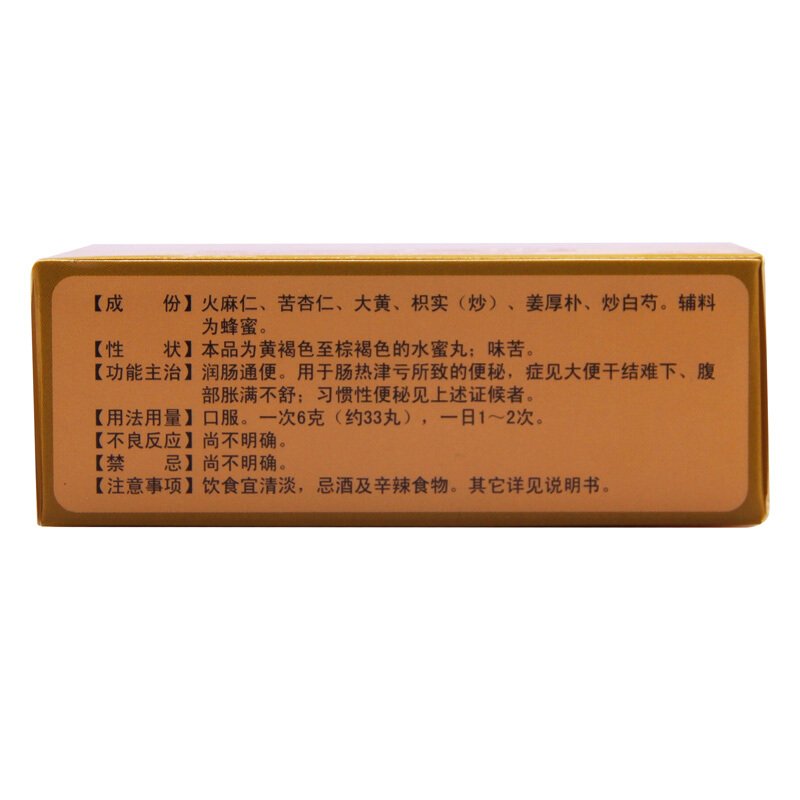 【成　份】火麻仁、苦杏仁、大黄、枳实（炒）、姜厚朴、炒白芍。辅料
为蜂蜜。
【性　状】本品为黄褐色至棕褐色的水蜜丸；味苦。
【功能主治】润肠通便。用于肠热津亏所致的便秘，症见大便干结难下、腹
部胀满不舒；习惯性便秘见上述证候者。
【用法用量】口服。一次6克（约33丸），一日1～2次。
【不良反应】尚不明确。
【禁　忌】尚不明确。
【注意事项】饮食宜清淡，忌酒及辛辣食物。其它详见说明书。